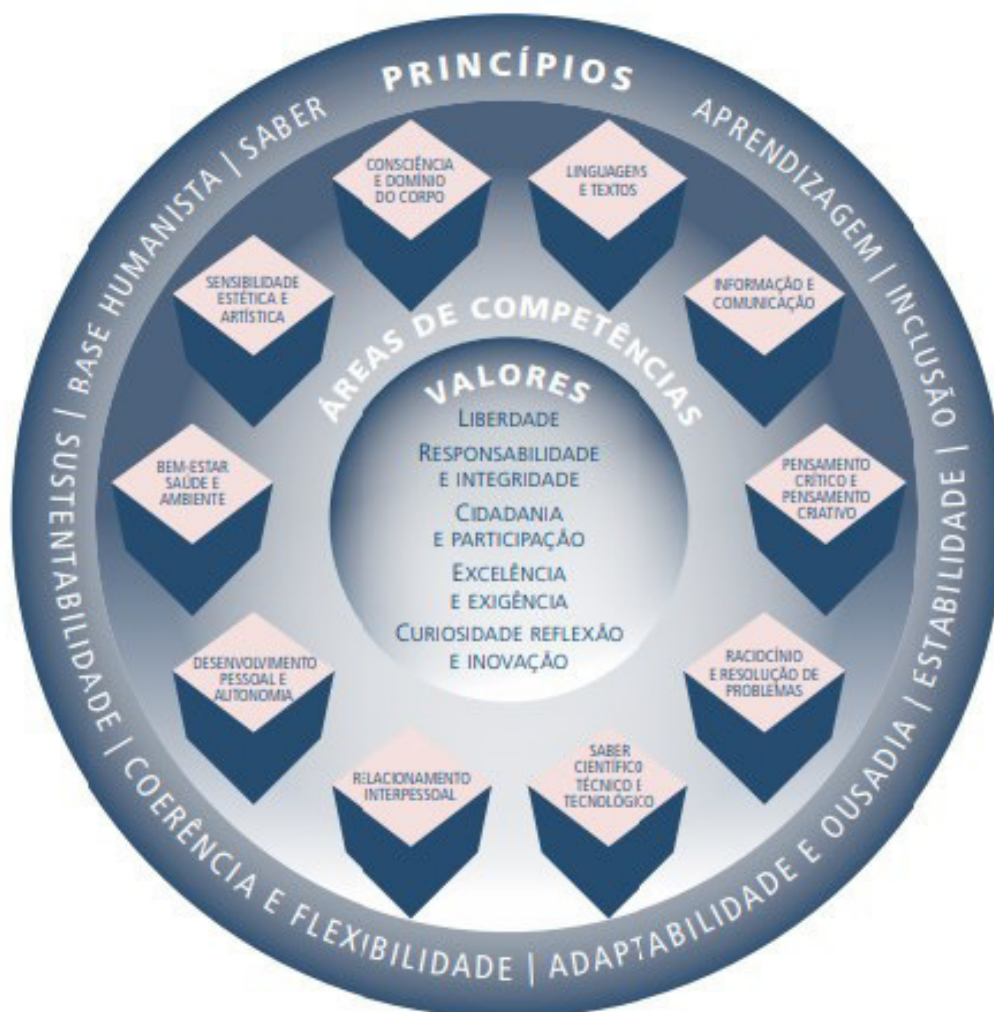 PRINCÍPIOS
APRENDIZAGEM | INCLUSÃO | ESTABILIDADE | ADAPTABILIDADE E OUSADIA | COERÊNCIA E FLEXIBILIDADE | SUSTENTABILIDADE | BASE HUMANISTA | SABER
ÁREAS DE COMPETÊNCIAS
LINGUAGENS
E TEXTOS
INFORMAÇÃO E
COMUNICAÇÃO
PENSAMENTO
CRÍTICO E
PENSAMENTO
CRIATIVO
RACIOCÍNIO
E RESOLUÇÃO DE
PROBLEMAS
SABER
CIENTÍFICO
TÉCNICO E
TECNOLÓGICO
RELACIONAMENTO
INTERPESSOAL
DESENVOLVIMENTO
PESSOAL E
AUTONOMIA
BEM-ESTAR
SAÚDE E
AMBIENTE
SENSIBILIDADE
ESTÉTICA E
ARTÍSTICA
CONSCIÊNCIA
E DOMÍNIO
DO CORPO
VALORES
LIBERDADE
RESPONSABILIDADE
E INTEGRIDADE
CIDADANIA
E PARTICIPAÇÃO
EXCELÊNCIA
E EXIGÊNCIA
CURIOSIDADE REFLEXÃO
E INOVAÇÃO